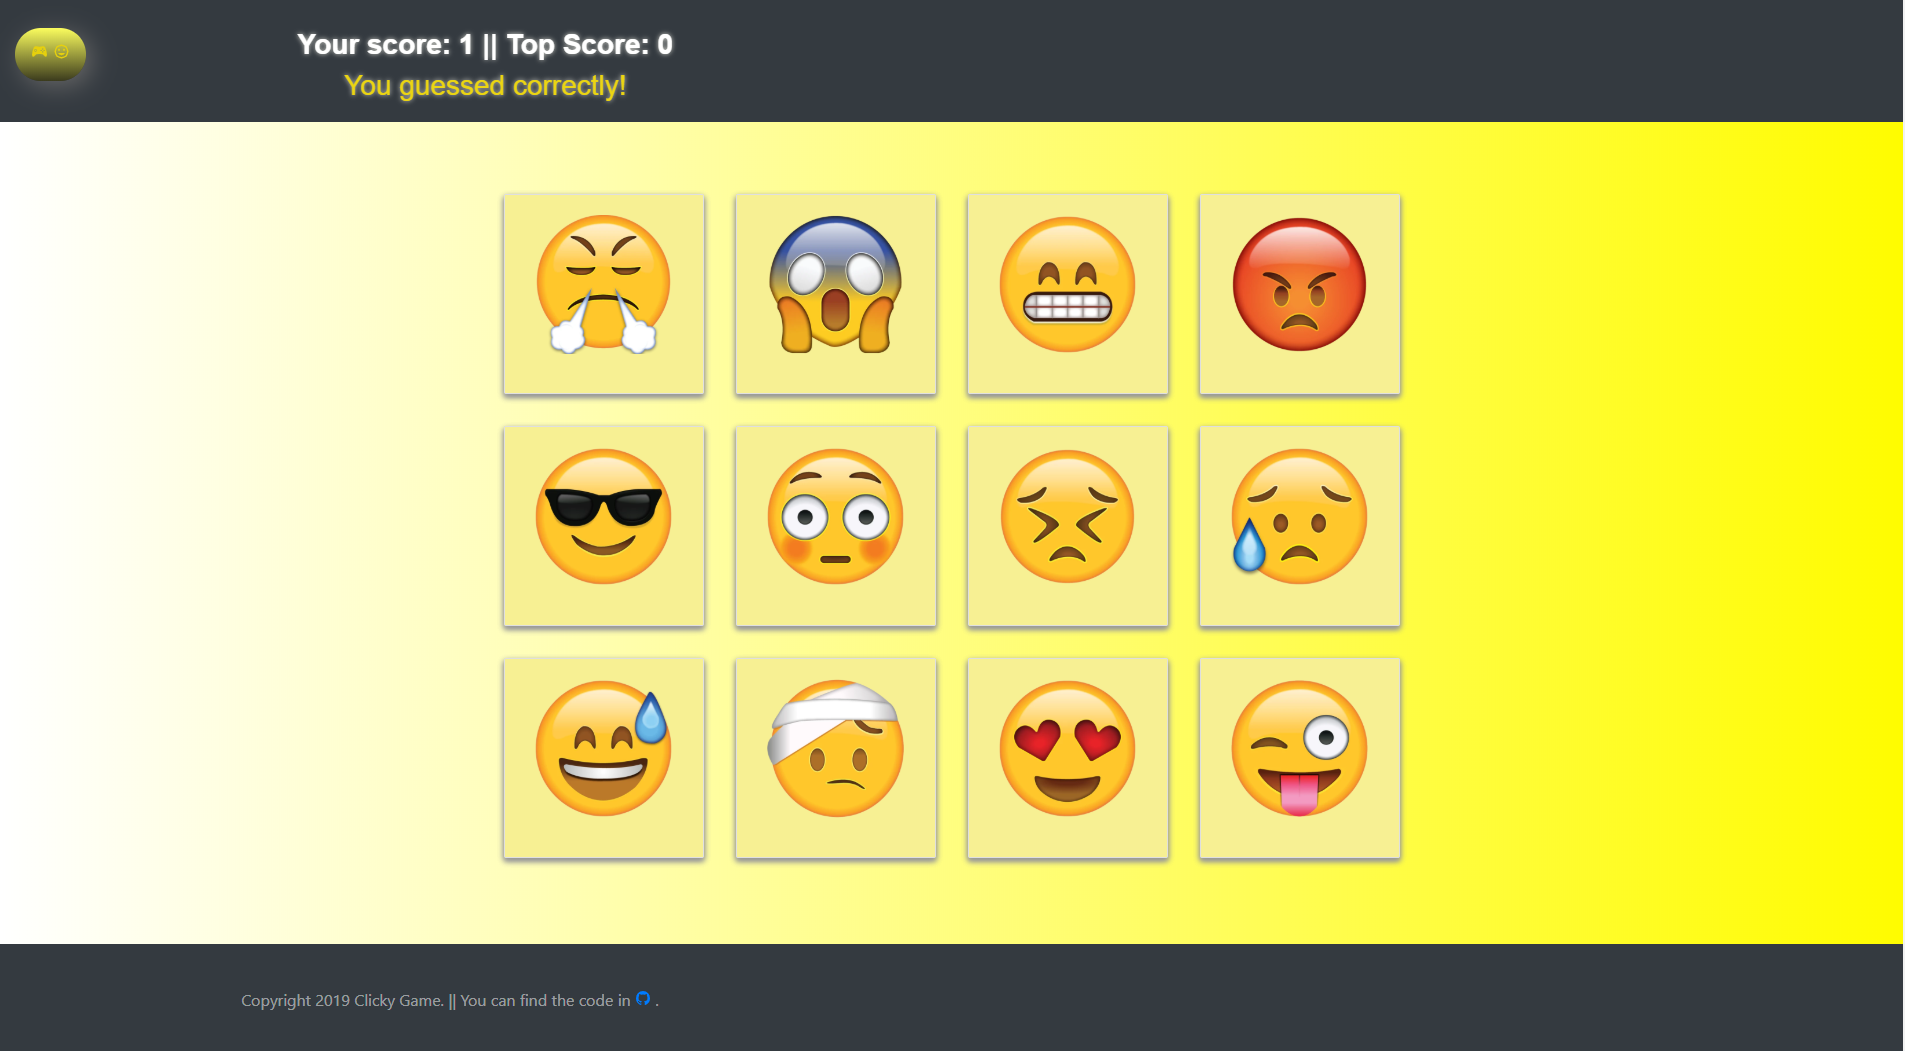 Your score: 1 || Top Score: 0
You guessed correctly!
Copyright 2019 Clicky Game. || You can find the code in .